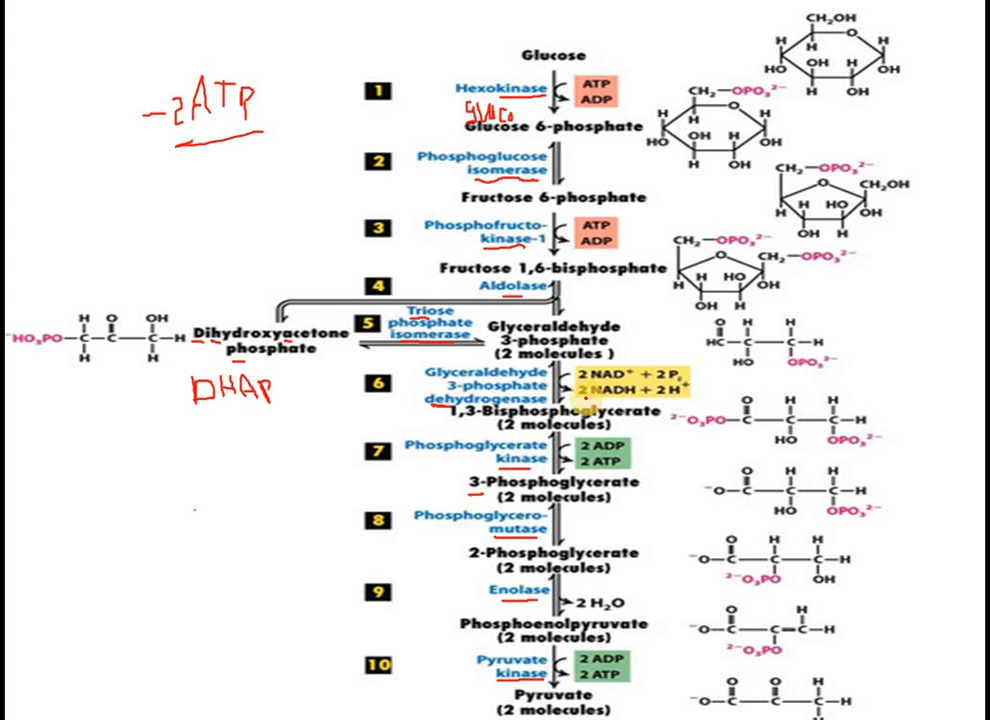 Glucose
1 Hexokinase ATP
ADP
Gluco
Glucose 6-phosphate
-2ATP
2 Phosphoglucose
isomerase
Fructose 6-phosphate
3 Phosphofructo-
kinase-1
ATP
ADP
Fructose 1,6-bisphosphate
4 Aldolase
Dihydroxyacetone
phosphate
DHAP
5 Triose
phosphate
isomerase
Glyceraldehyde
3-phosphate
(2 molecules )
6 Glyceraldehyde
3-phosphate
dehydrogenase
2 NAD⁺ + 2 Pᵢ
2 NADH + 2 H⁺
1,3-Bisphosphoglycerate
(2 molecules)
7 Phosphoglycerate
kinase
2 ADP
2 ATP
3-Phosphoglycerate
(2 molecules)
8 Phosphoglycero-
mutase
2-Phosphoglycerate
(2 molecules)
9 Enolase
2 H₂O
Phosphoenolpyruvate
(2 molecules)
10 Pyruvate
kinase
2 ADP
2 ATP
Pyruvate
(2 molecules)